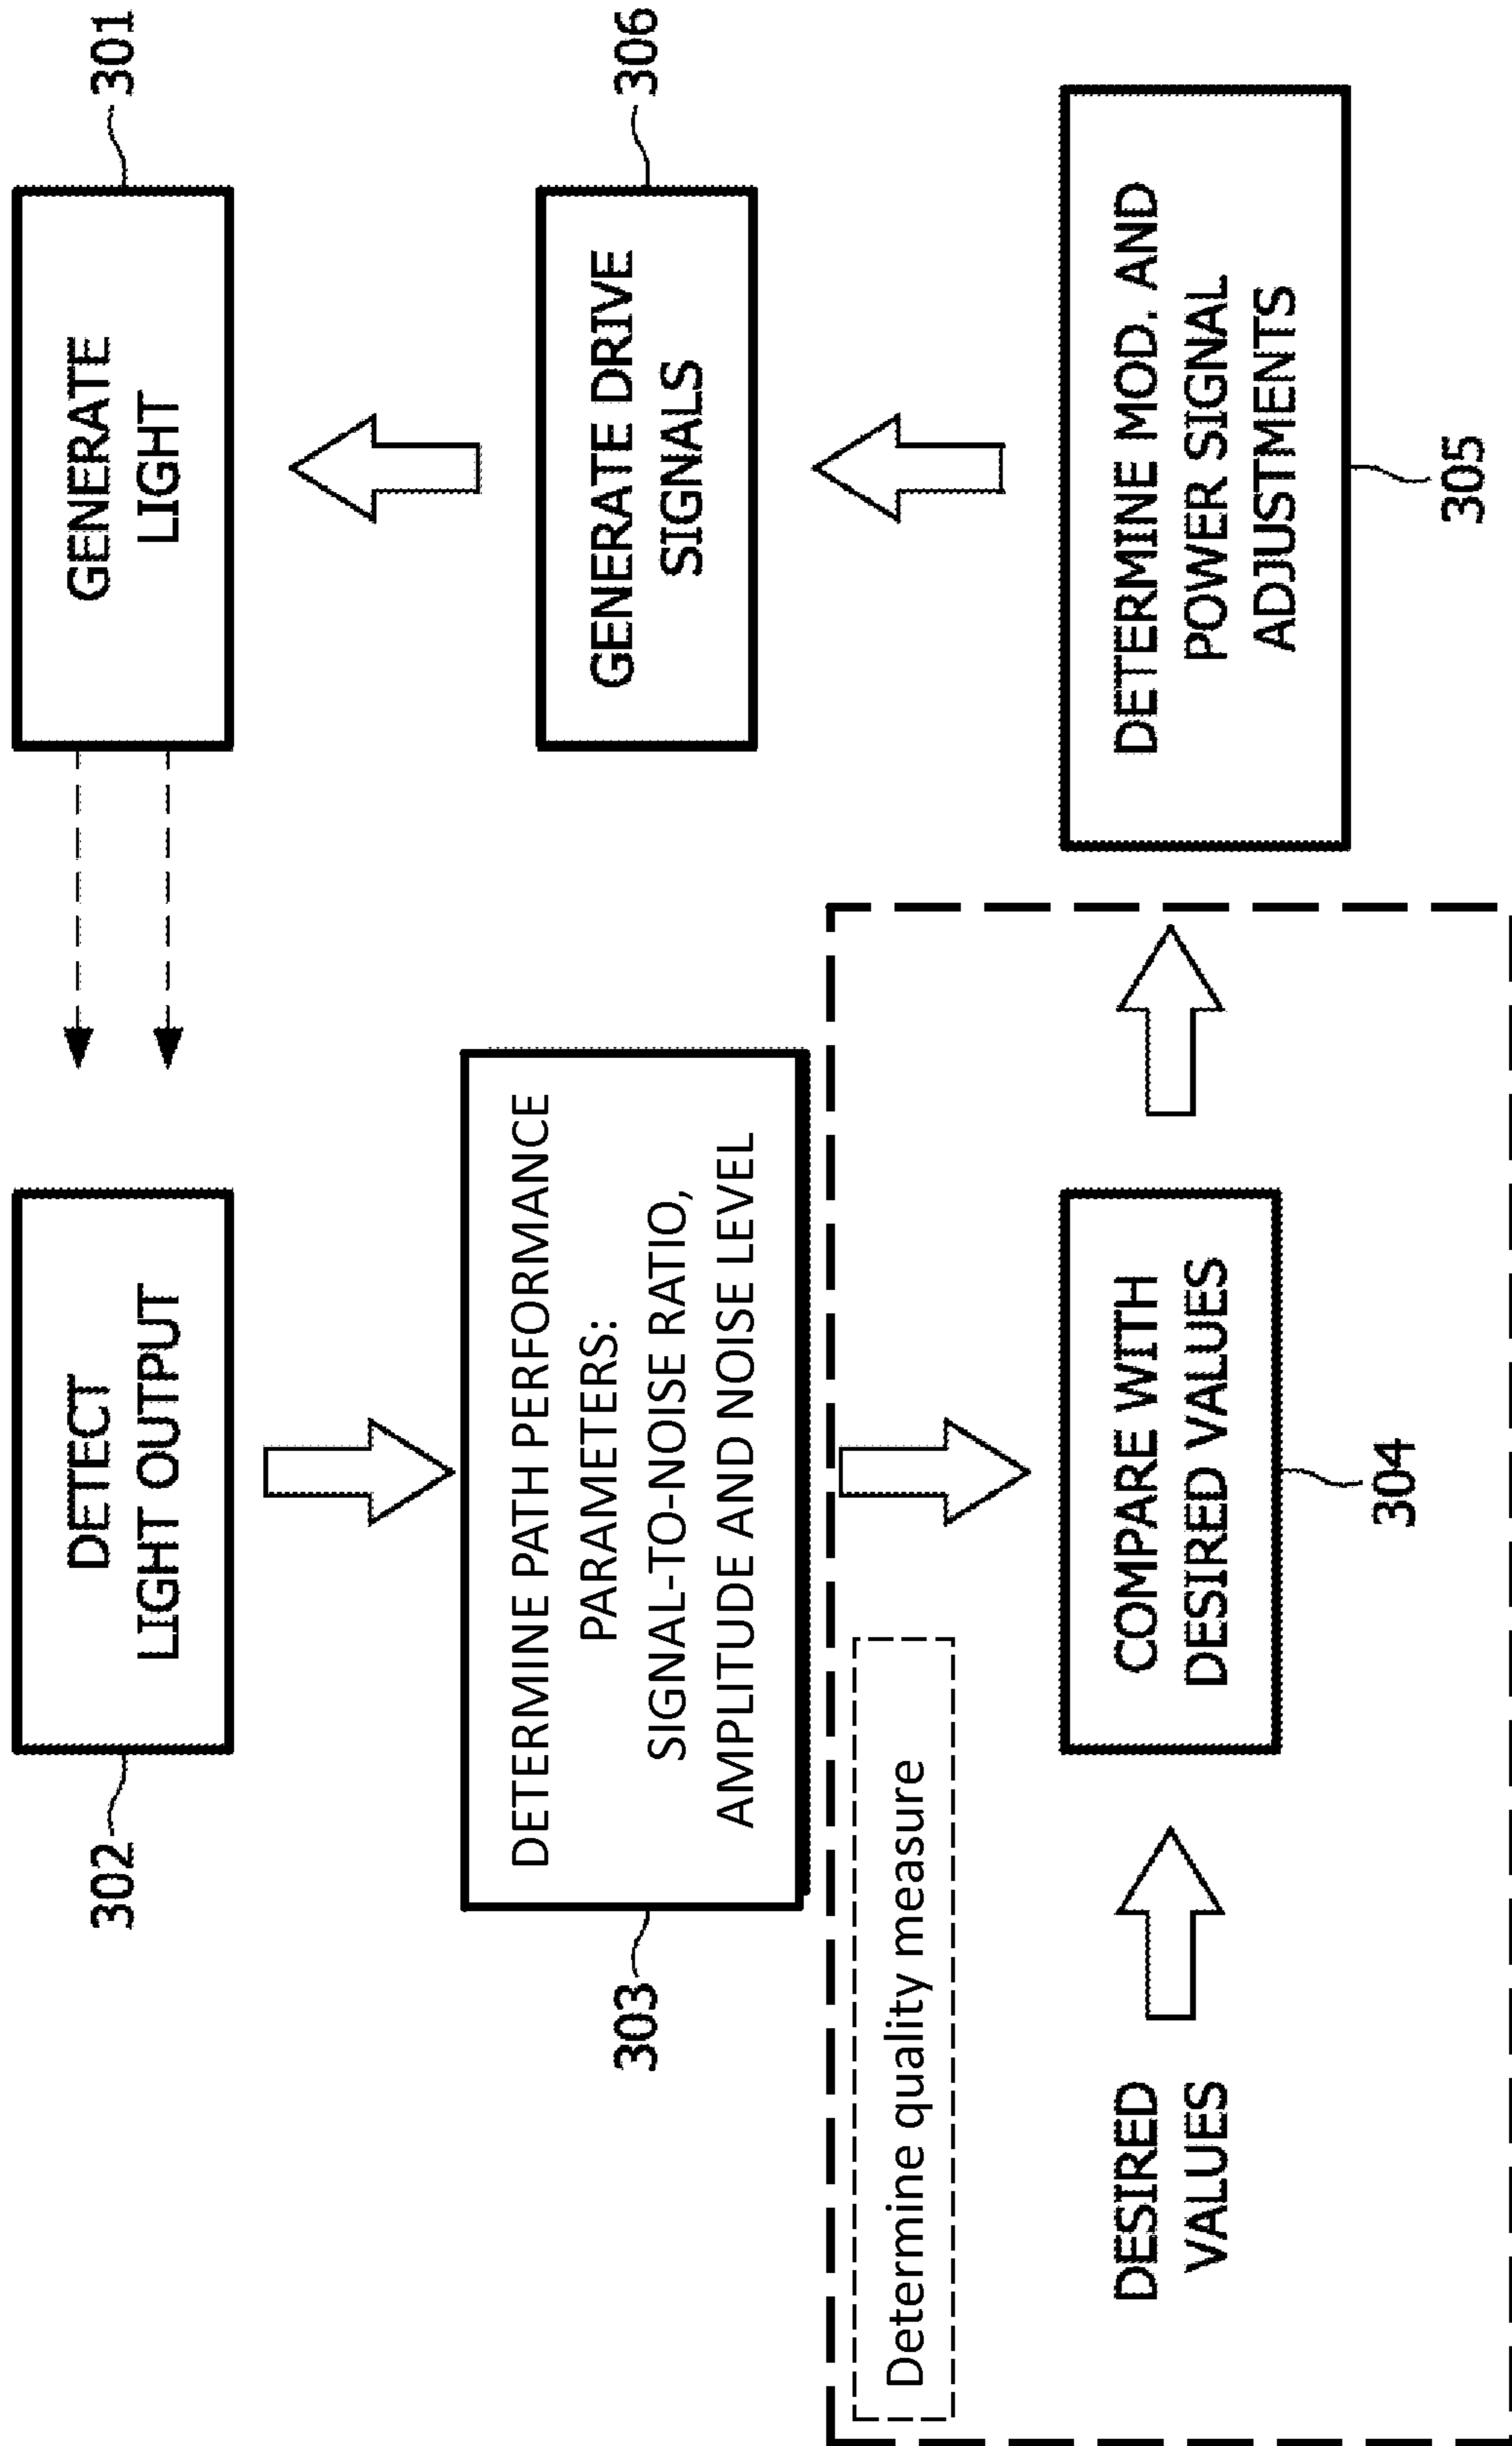 302
DETECT
LIGHT OUTPUT
GENERATE
LIGHT
301
303
DETERMINE PATH PERFORMANCE
PARAMETERS:
SIGNAL-TO-NOISE RATIO,
AMPLITUDE AND NOISE LEVEL
GENERATE DRIVE
SIGNALS
306
Determine quality measure
DESIRED
VALUES
COMPARE WITH
DESIRED VALUES
304
DETERMINE MOD. AND
POWER SIGNAL
ADJUSTMENTS
305